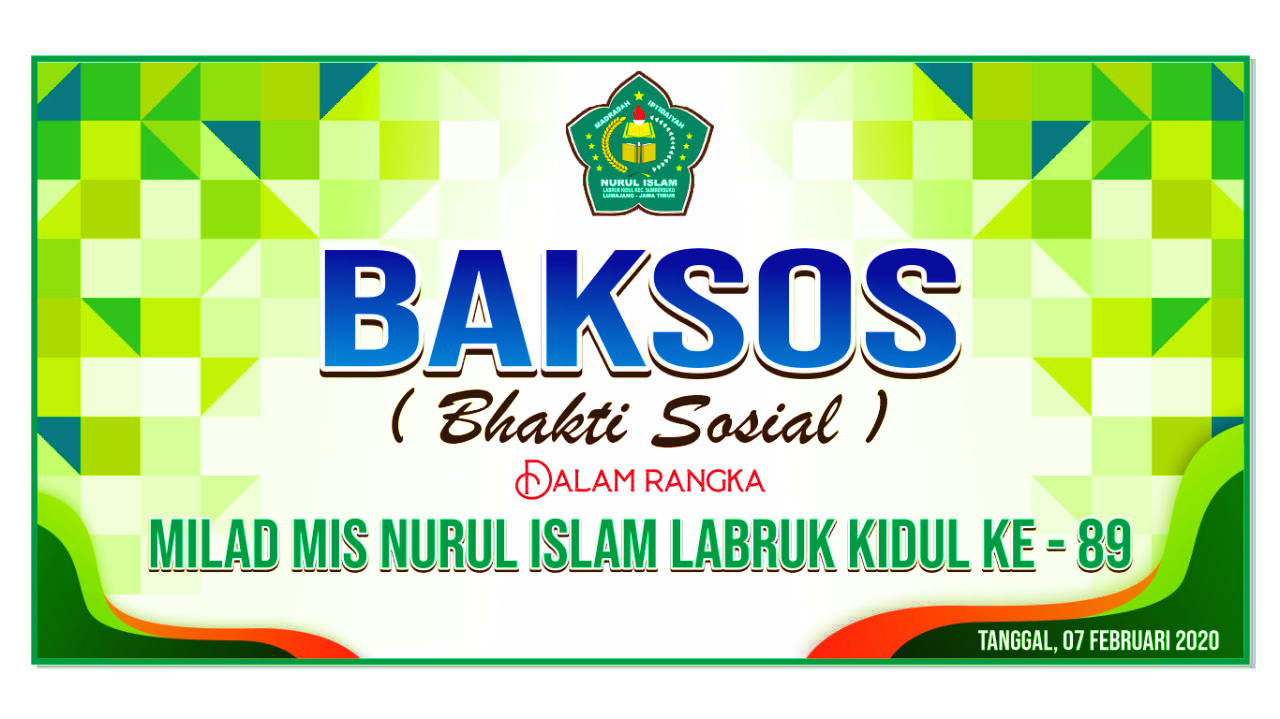 MADRASAH IPTIDAIYAH
NURUL ISLAM
LABRUK KIDUL KEC. SUMBERSUKO
LUMAJANG - JAWA TIMUR
BAKSOS
( Bhakti Sosial )
DALAM RANGKA
MILAD MIS NURUL ISLAM LABRUK KIDUL KE - 89
TANGGAL, 07 FEBRUARI 2020